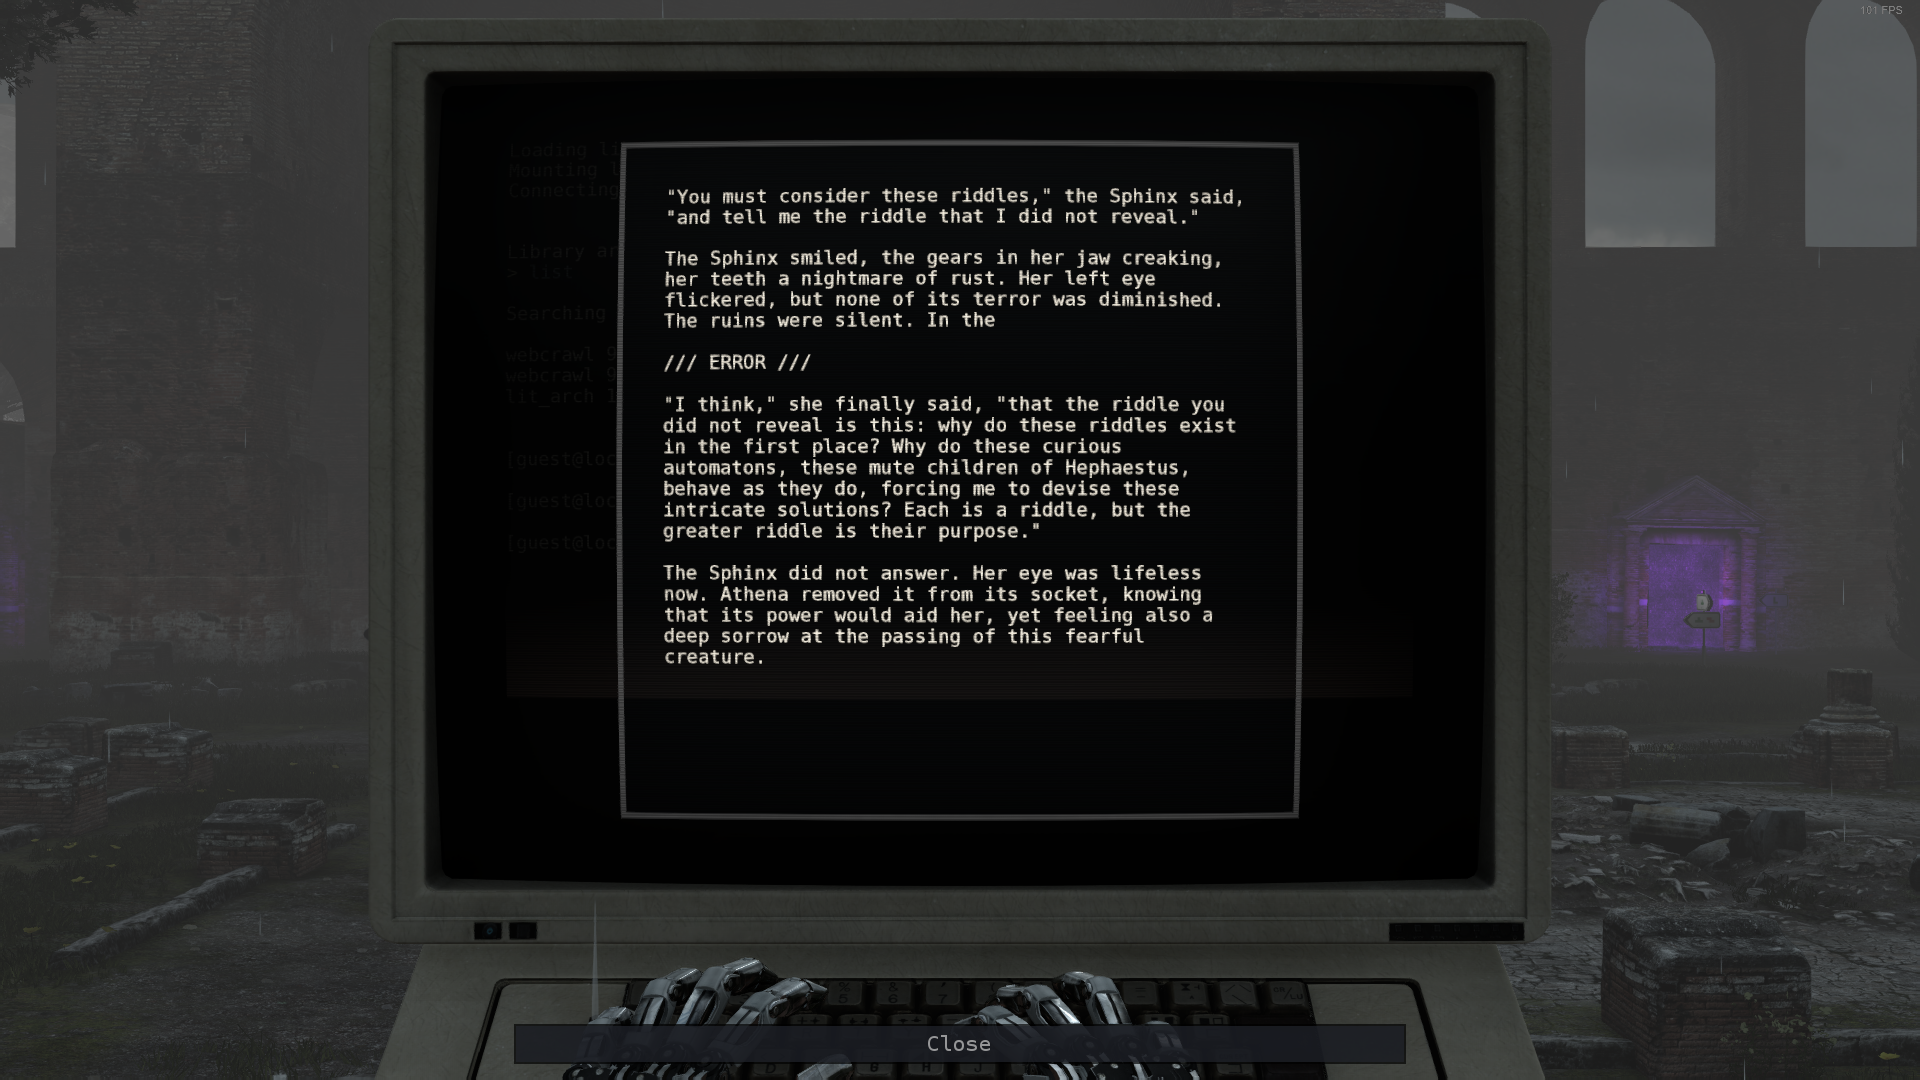 101 FPS
Loading li
Mounting l
Connecting
Library ar
> list
Searching
webcrawl 9
webcrawl 9
lit_arch 1
[guest@loc
[guest@loc
[guest@loc
"You must consider these riddles," the Sphinx said,
"and tell me the riddle that I did not reveal."
The Sphinx smiled, the gears in her jaw creaking,
her teeth a nightmare of rust. Her left eye
flickered, but none of its terror was diminished.
The ruins were silent. In the
/// ERROR ///
"I think," she finally said, "that the riddle you
did not reveal is this: why do these riddles exist
in the first place? Why do these curious
automatons, these mute children of Hephaestus,
behave as they do, forcing me to devise these
intricate solutions? Each is a riddle, but the
greater riddle is their purpose."
The Sphinx did not answer. Her eye was lifeless
now. Athena removed it from its socket, knowing
that its power would aid her, yet feeling also a
deep sorrow at the passing of this fearful
creature.
Close